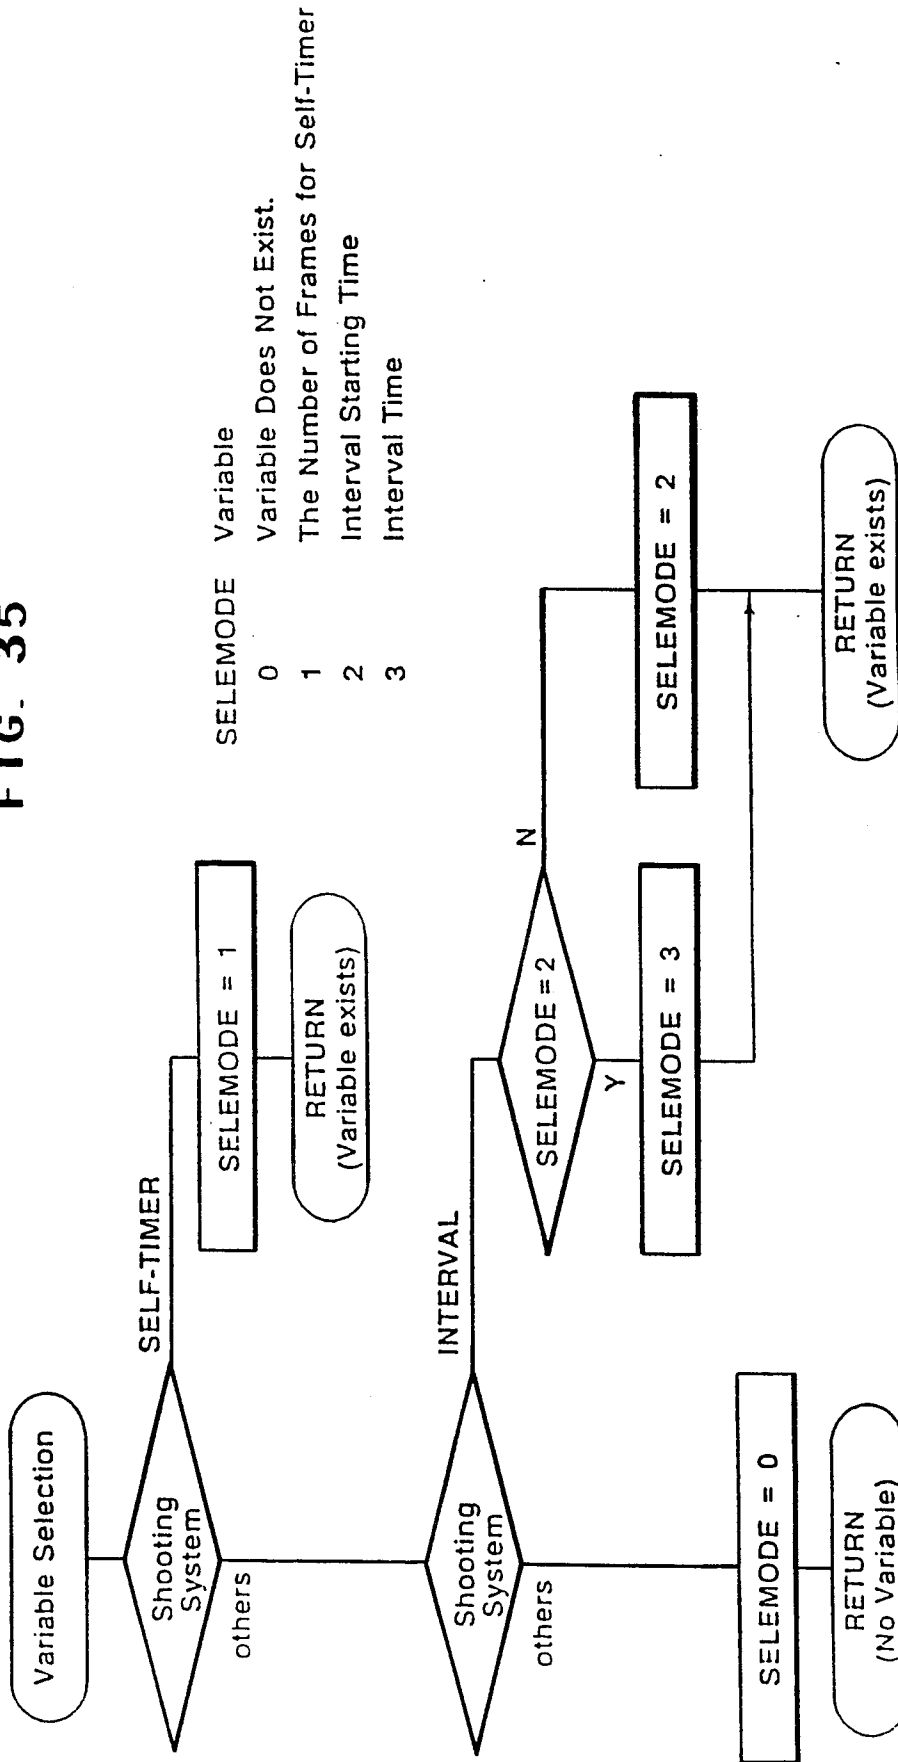 FIG. 35
Variable Selection
Shooting
System
SELF-TIMER
others
SELEMODE = 1
RETURN
(Variable exists)
SELEMODE Variable
0 Variable Does Not Exist.
1 The Number of Frames for Self-Timer
2 Interval Starting Time
3 Interval Time
Shooting
System
INTERVAL
others
SELEMODE = 2
N
Y
SELEMODE = 3
SELEMODE = 2
RETURN
(Variable exists)
SELEMODE = 0
RETURN
(No Variable)